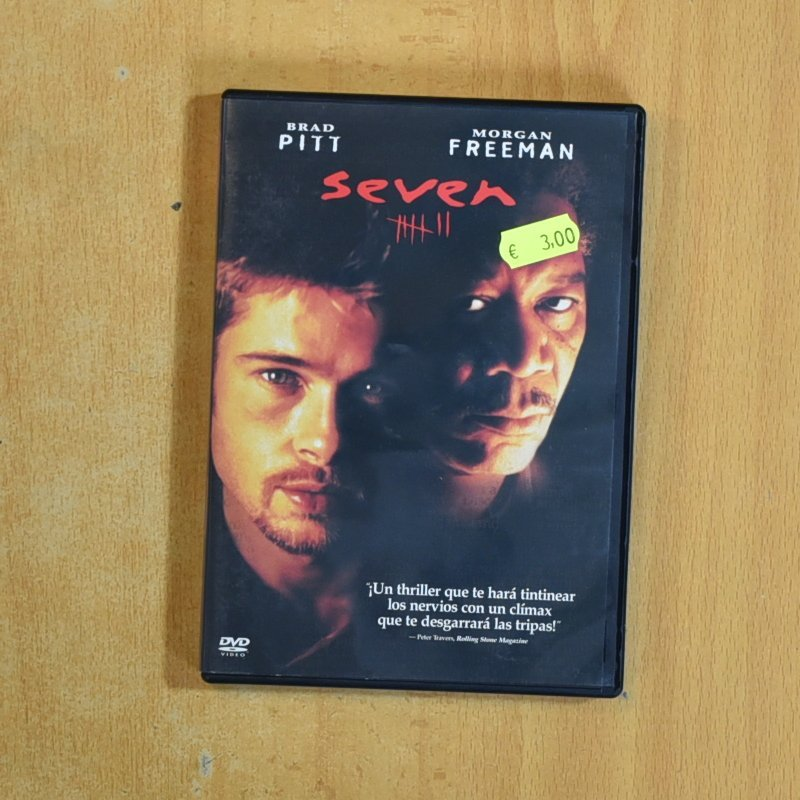 BRAD
PITT
MORGAN
FREEMAN
seven
€ 3,00
"¡Un thriller que te hará tintinear
los nervios con un clímax
que te desgarrará las tripas!"
— Peter Travers, Rolling Stone Magazine
DVD
VIDEO